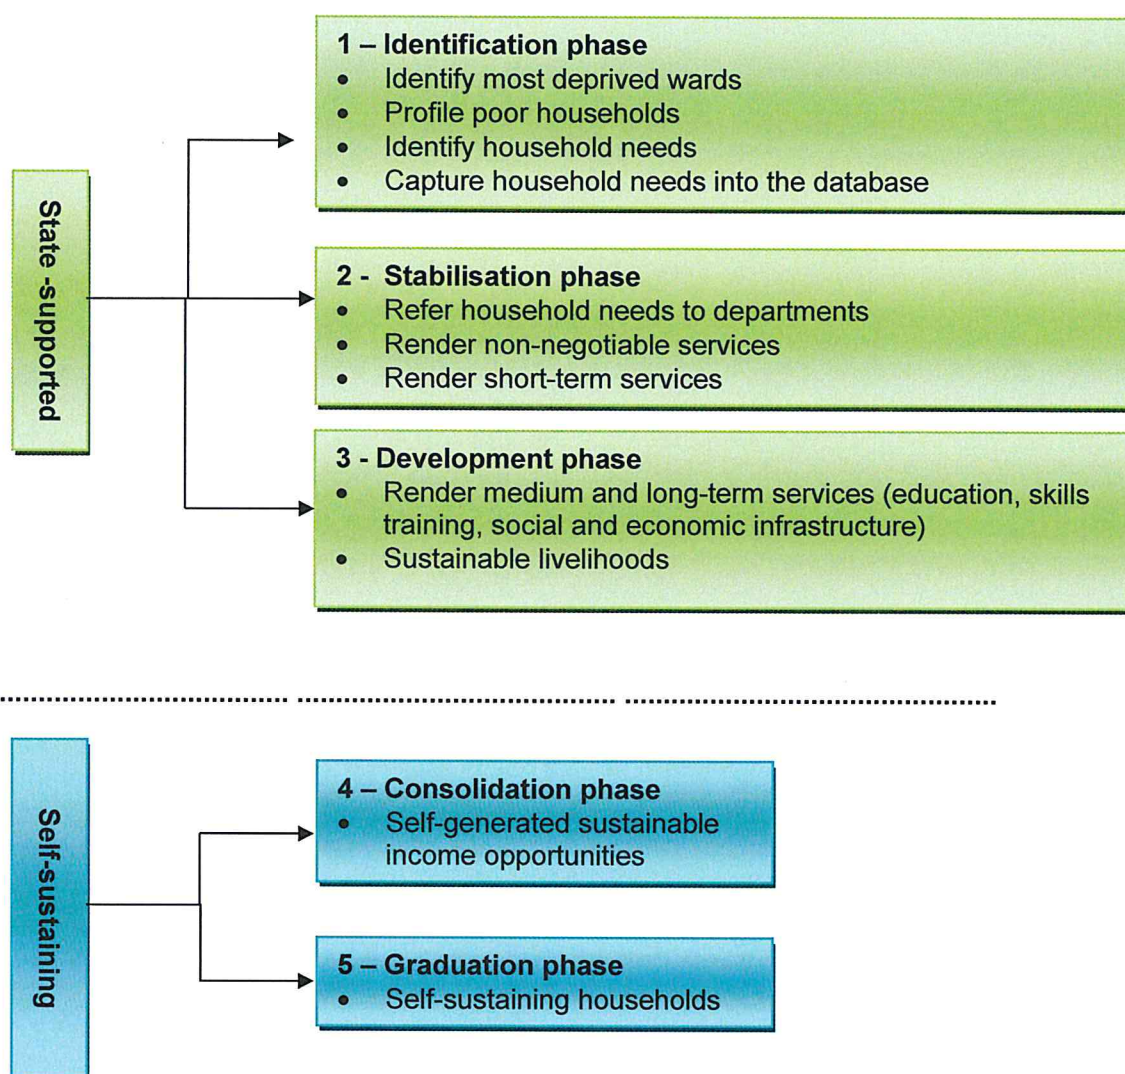 State -supported
1 – Identification phase
• Identify most deprived wards
• Profile poor households
• Identify household needs
• Capture household needs into the database
2 - Stabilisation phase
• Refer household needs to departments
• Render non-negotiable services
• Render short-term services
3 - Development phase
• Render medium and long-term services (education, skills
training, social and economic infrastructure)
• Sustainable livelihoods
Self-sustaining
4 – Consolidation phase
• Self-generated sustainable
income opportunities
5 – Graduation phase
• Self-sustaining households